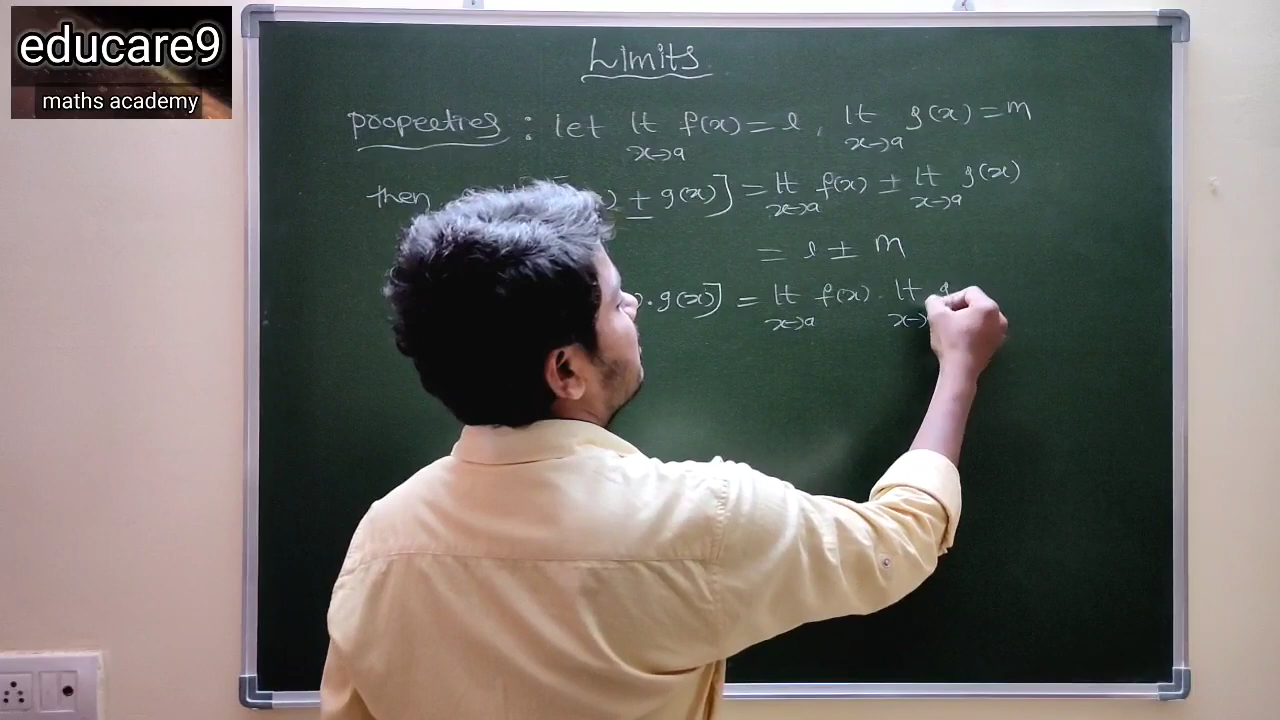 educare9
maths academy
Limits
Properties : let lt f(x) = l, lt g(x) = m
x→a x→a
then ± g(x)] = lt f(x) ± lt g(x)
x→a x→a
= l ± m
. g(x)] = lt f(x) . lt g
x→a x→